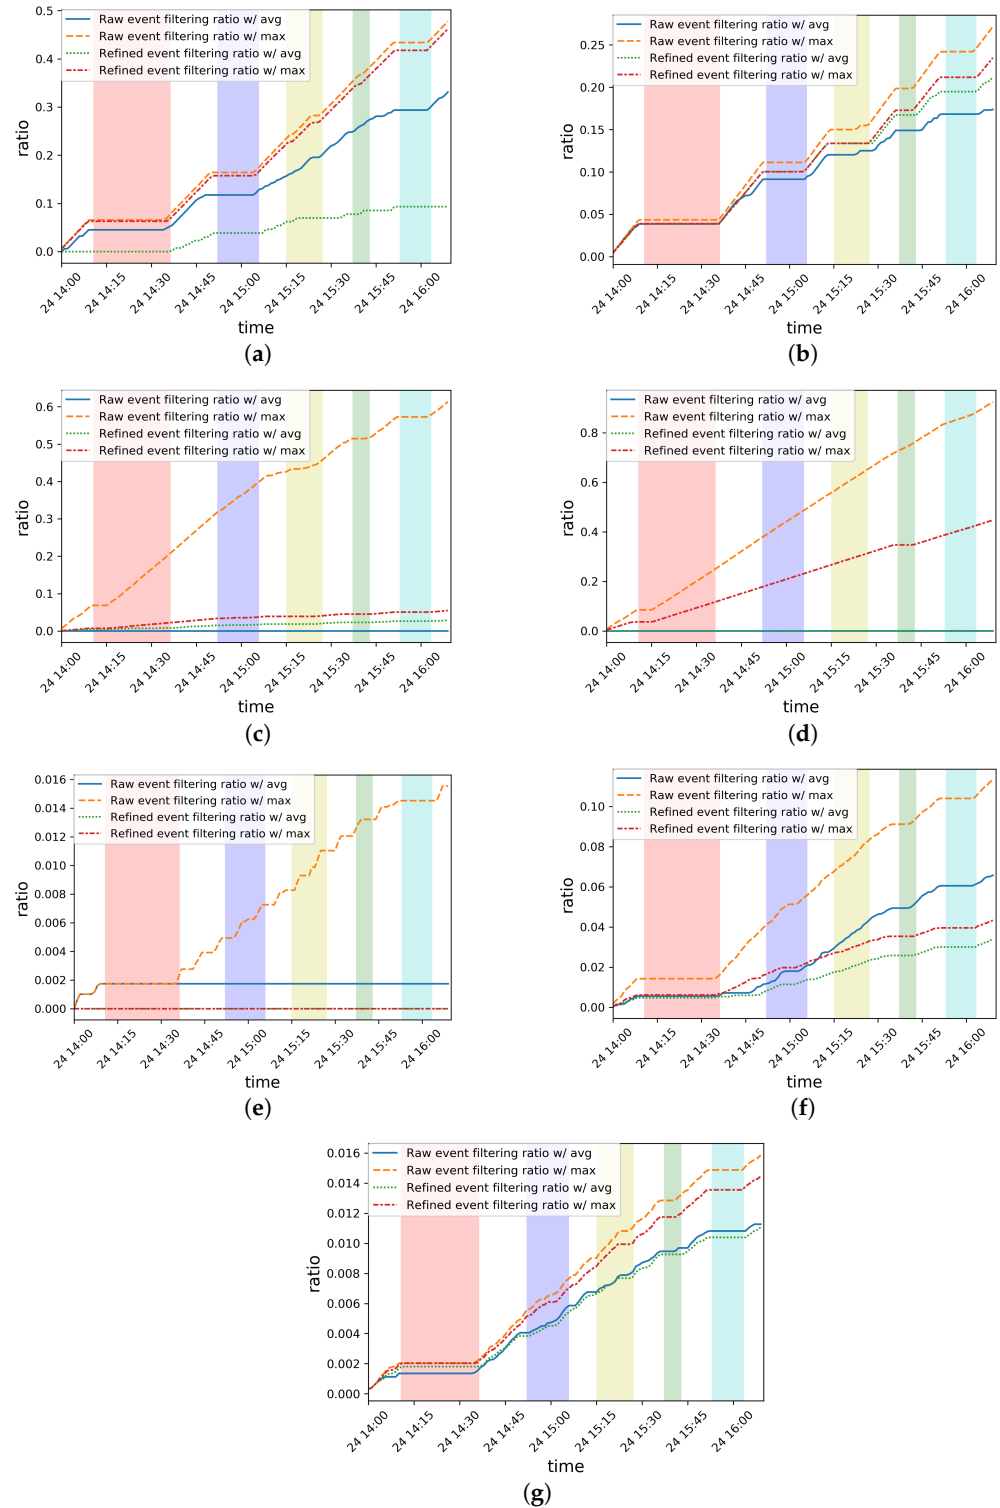 0.5
0.4
0.3
0.2
0.1
0.0
ratio
Raw event filtering ratio w/ avg
Raw event filtering ratio w/ max
Refined event filtering ratio w/ avg
Refined event filtering ratio w/ max
24 14:00
24 14:15
24 14:30
24 14:45
24 15:00
24 15:15
24 15:30
24 15:45
24 16:00
time
(a)
0.25
0.20
0.15
0.10
0.05
0.00
ratio
Raw event filtering ratio w/ avg
Raw event filtering ratio w/ max
Refined event filtering ratio w/ avg
Refined event filtering ratio w/ max
24 14:00
24 14:15
24 14:30
24 14:45
24 15:00
24 15:15
24 15:30
24 15:45
24 16:00
time
(b)
0.6
0.5
0.4
0.3
0.2
0.1
0.0
ratio
Raw event filtering ratio w/ avg
Raw event filtering ratio w/ max
Refined event filtering ratio w/ avg
Refined event filtering ratio w/ max
24 14:00
24 14:15
24 14:30
24 14:45
24 15:00
24 15:15
24 15:30
24 15:45
24 16:00
time
(c)
0.8
0.6
0.4
0.2
0.0
ratio
Raw event filtering ratio w/ avg
Raw event filtering ratio w/ max
Refined event filtering ratio w/ avg
Refined event filtering ratio w/ max
24 14:00
24 14:15
24 14:30
24 14:45
24 15:00
24 15:15
24 15:30
24 15:45
24 16:00
time
(d)
0.016
0.014
0.012
0.010
0.008
0.006
0.004
0.002
0.000
ratio
Raw event filtering ratio w/ avg
Raw event filtering ratio w/ max
Refined event filtering ratio w/ avg
Refined event filtering ratio w/ max
24 14:00
24 14:15
24 14:30
24 14:45
24 15:00
24 15:15
24 15:30
24 15:45
24 16:00
time
(e)
0.10
0.08
0.06
0.04
0.02
0.00
ratio
Raw event filtering ratio w/ avg
Raw event filtering ratio w/ max
Refined event filtering ratio w/ avg
Refined event filtering ratio w/ max
24 14:00
24 14:15
24 14:30
24 14:45
24 15:00
24 15:15
24 15:30
24 15:45
24 16:00
time
(f)
0.016
0.014
0.012
0.010
0.008
0.006
0.004
0.002
0.000
ratio
Raw event filtering ratio w/ avg
Raw event filtering ratio w/ max
Refined event filtering ratio w/ avg
Refined event filtering ratio w/ max
24 14:00
24 14:15
24 14:30
24 14:45
24 15:00
24 15:15
24 15:30
24 15:45
24 16:00
time
(g)